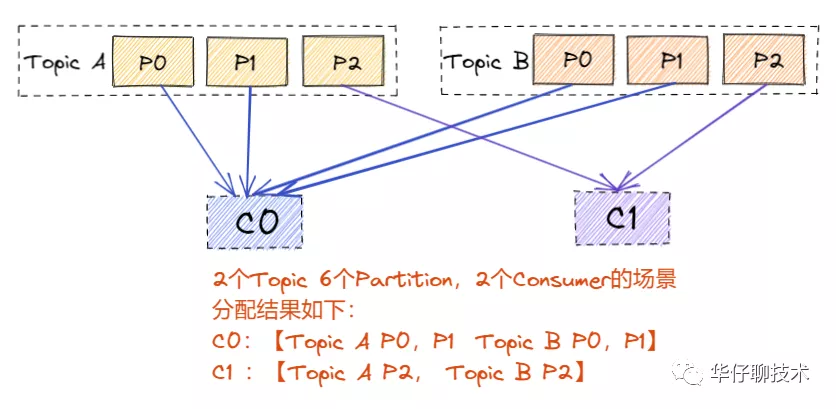 Topic A P0 P1 P2 Topic B P0 P1 P2
C0 C1
2个Topic 6个Partition,2个Consumer的场景
分配结果如下:
C0:【Topic A P0,P1 Topic B P0,P1】
C1 :【Topic A P2, Topic B P2】
华仔聊技术